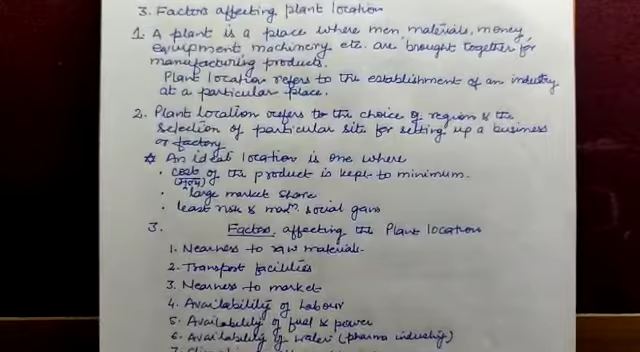 3. Factors affecting plant location
1. A plant is a place where men, materials, money,
equipment, machinery etc. are brought together for
manufacturing products.
Plant location refers to the establishment of an industry
at a particular place.
2. Plant location refers to the choice of region & the
selection of particular site for setting up a business
or factory
☆ An ideal location is one where
• cost of the product is kept to minimum.
(मूल्य)
• large market share
• least risk & maxm. social gain
3. Factors affecting the Plant location
1. Nearness to raw materials.
2. Transport facilities
3. Nearness to market
4. Availability of Labour
5. Availability of fuel & power
6. Availability of water (pharma industry)